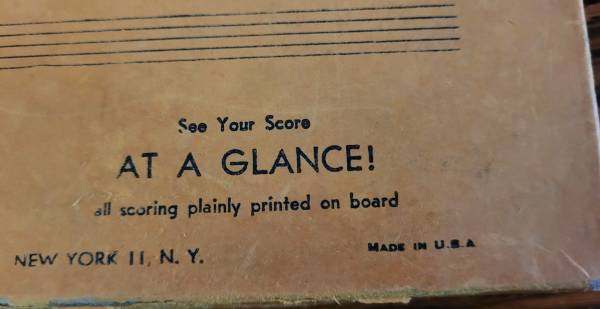 See Your Score
AT A GLANCE!
all scoring plainly printed on board
NEW YORK 11, N. Y.
MADE IN U.S.A